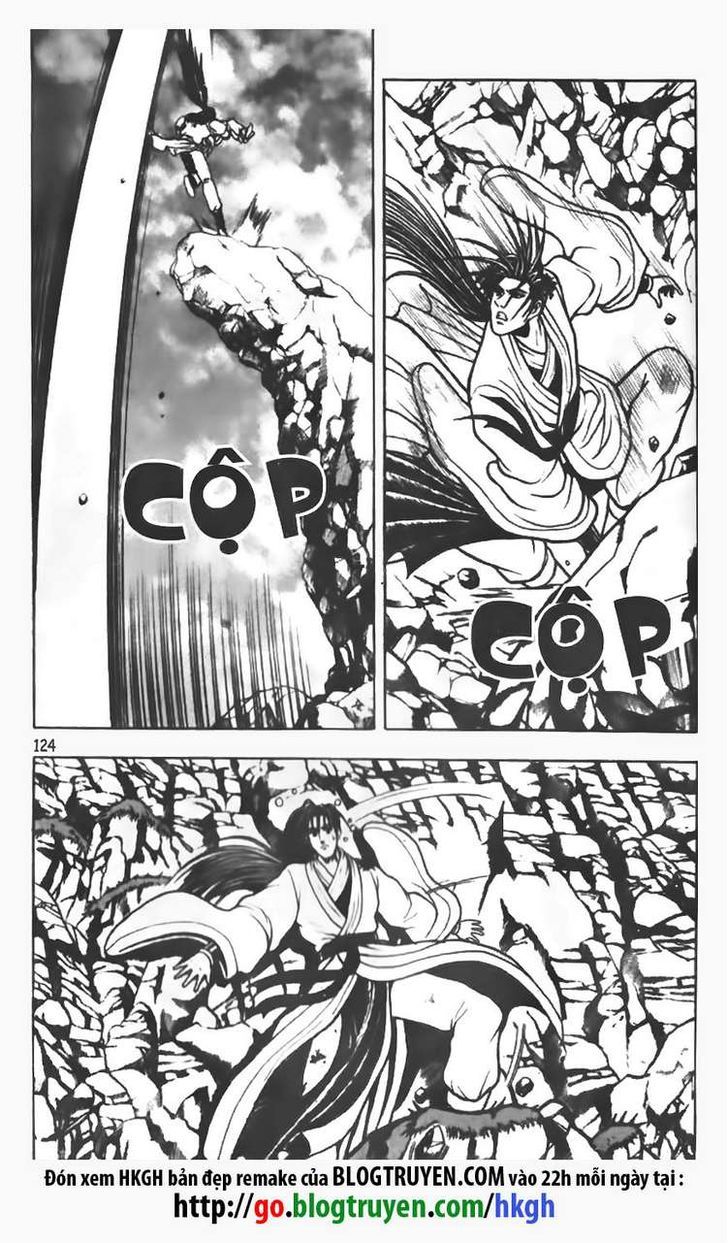 CỘP
CỘP
124
Đón xem HKGH bản đẹp remake của BLOGTRUYEN.COM vào 22h mỗi ngày tại :
http://go.blogtruyen.com/hkgh